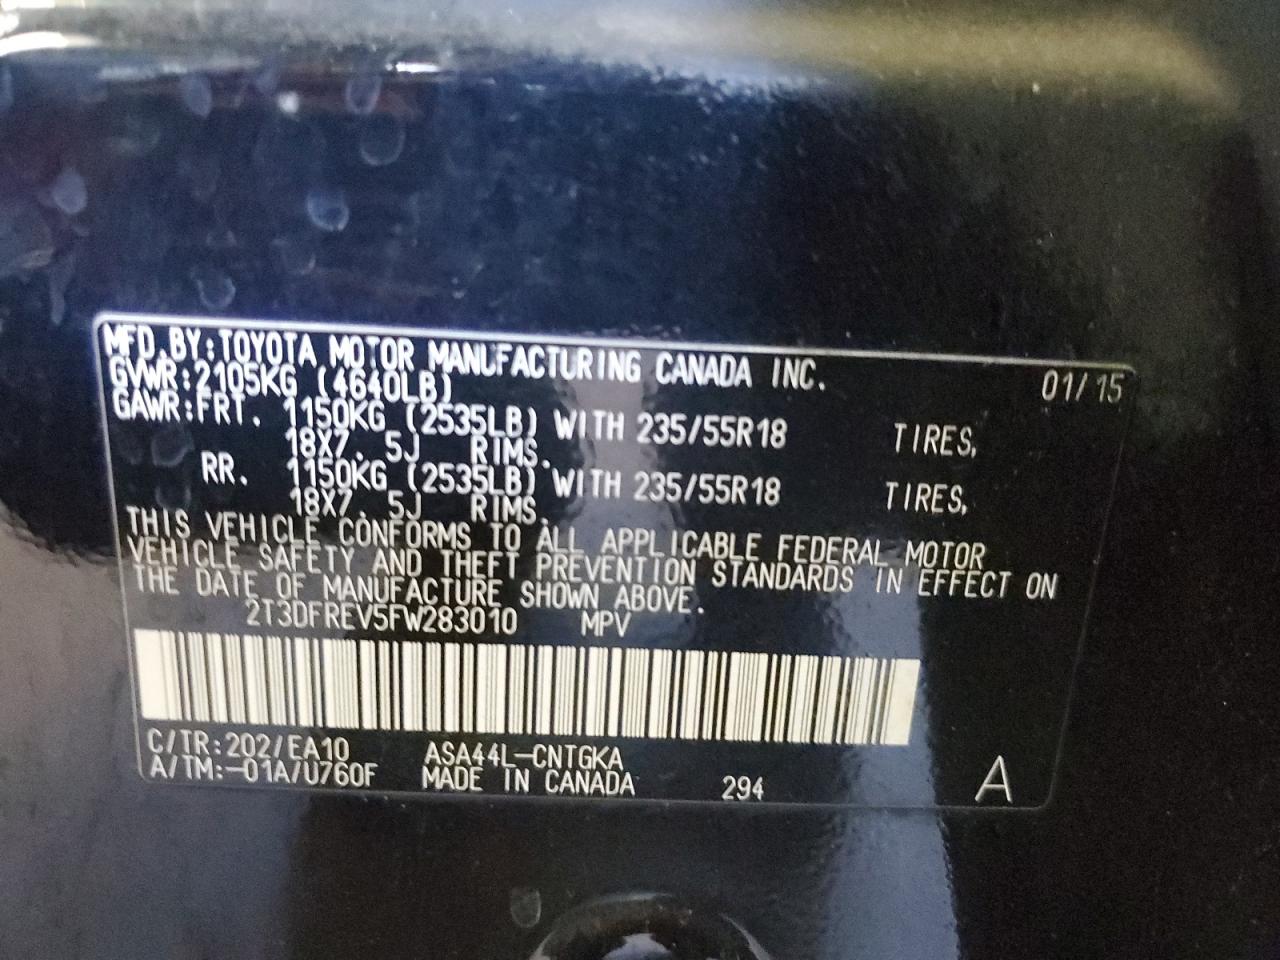 MFD.BY:TOYOTA MOTOR MANUFACTURING CANADA INC. 01/15
GVWR:2105KG (4640LB)
GAWR:FRT. 1150KG (2535LB) WITH 235/55R18 TIRES,
18X7.5J RIMS.
RR. 1150KG (2535LB) WITH 235/55R18 TIRES,
18X7.5J RIMS.
THIS VEHICLE CONFORMS TO ALL APPLICABLE FEDERAL MOTOR
VEHICLE SAFETY AND THEFT PREVENTION STANDARDS IN EFFECT ON
THE DATE OF MANUFACTURE SHOWN ABOVE.
2T3DFREV5FW283010 MPV
C/TR:202/EA10 ASA44L-CNTGKA
A/TM:-01A/U760F MADE IN CANADA 294 A